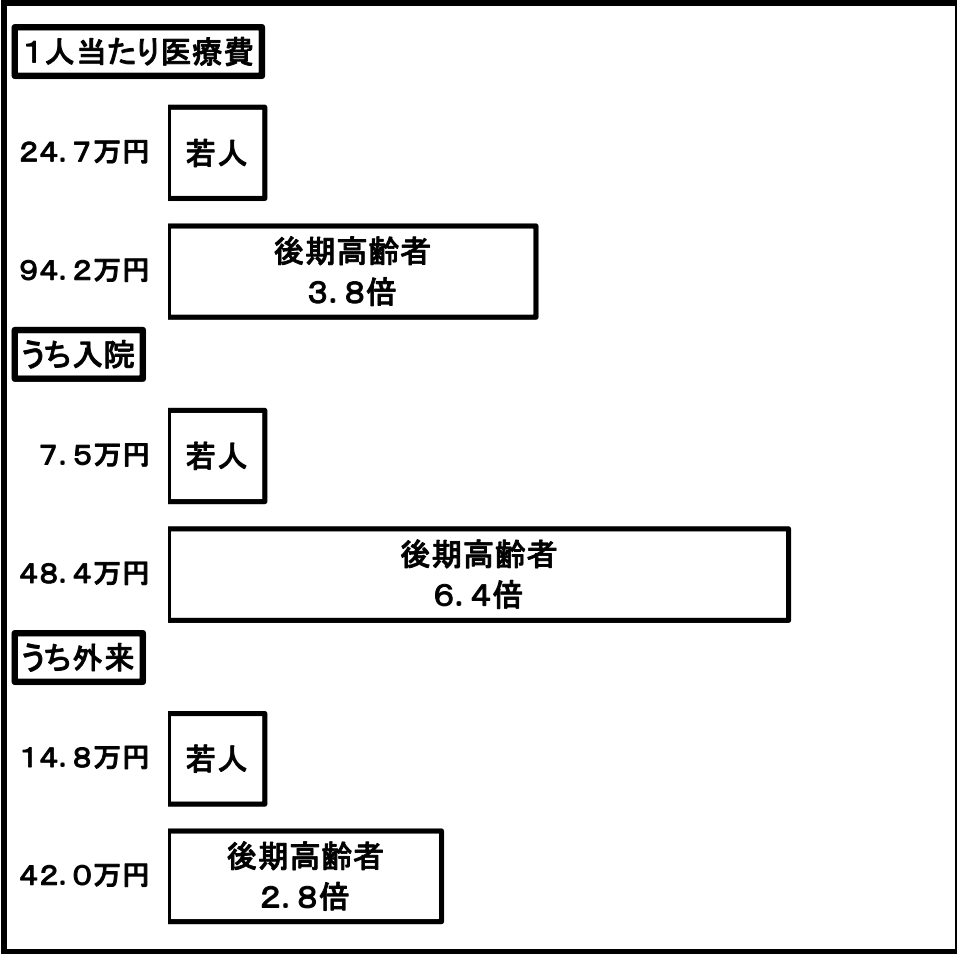 １人当たり医療費
２４．７万円
若人
９４．２万円
後期高齢者
３．８倍
うち入院
７．５万円
若人
４８．４万円
後期高齢者
６．４倍
うち外来
１４．８万円
若人
４２．０万円
後期高齢者
２．８倍